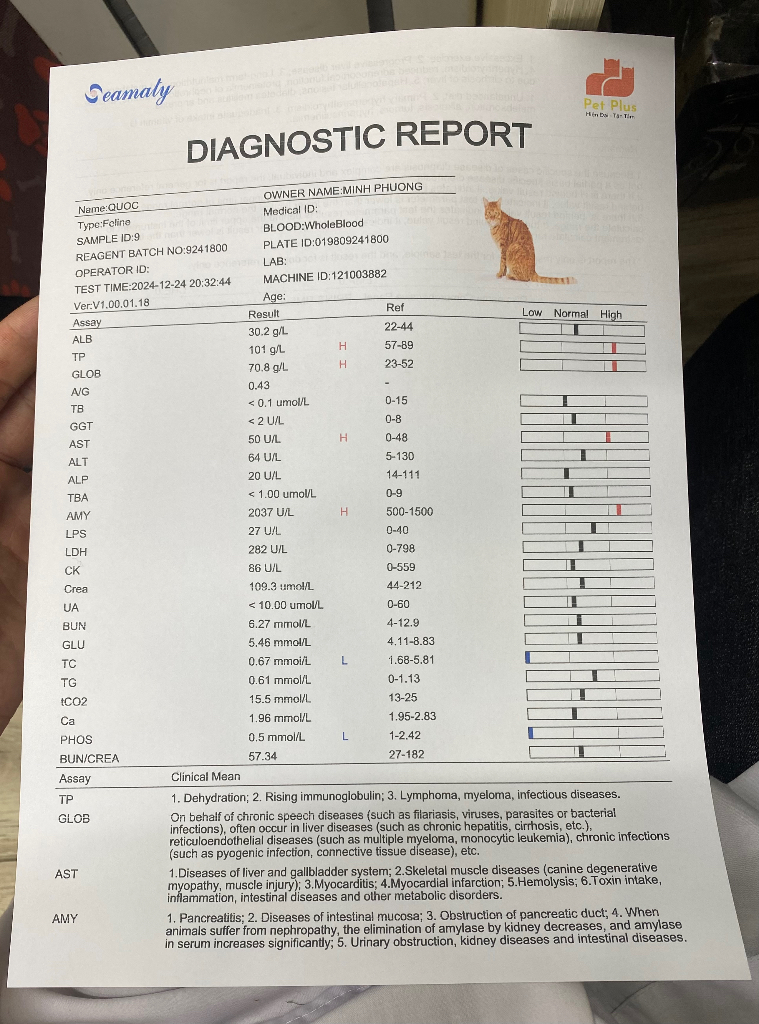 Seamaty
Pet Plus
Hiện Đại - Tận Tâm
DIAGNOSTIC REPORT
Name:QUOC OWNER NAME:MINH PHUONG
Type:Feline Medical ID:
SAMPLE ID:9 BLOOD:WholeBlood
REAGENT BATCH NO:9241800 PLATE ID:019809241800
OPERATOR ID: LAB:
TEST TIME:2024-12-24 20:32:44 MACHINE ID:121003882
Ver:V1.00.01.18 Age:
Assay Result Ref Low Normal High
ALB 30.2 g/L 22-44
TP 101 g/L H 57-89
GLOB 70.8 g/L H 23-52
A/G 0.43 -
TB < 0.1 umol/L 0-15
GGT < 2 U/L 0-8
AST 50 U/L H 0-48
ALT 64 U/L 5-130
ALP 20 U/L 14-111
TBA < 1.00 umol/L 0-9
AMY 2037 U/L H 500-1500
LPS 27 U/L 0-40
LDH 282 U/L 0-798
CK 86 U/L 0-559
Crea 109.3 umol/L 44-212
UA < 10.00 umol/L 0-60
BUN 6.27 mmol/L 4-12.9
GLU 5.46 mmol/L 4.11-8.83
TC 0.67 mmol/L L 1.68-5.81
TG 0.61 mmol/L 0-1.13
tCO2 15.5 mmol/L 13-25
Ca 1.96 mmol/L 1.95-2.83
PHOS 0.5 mmol/L L 1-2.42
BUN/CREA 57.34 27-182
Assay Clinical Mean
TP 1. Dehydration; 2. Rising immunoglobulin; 3. Lymphoma, myeloma, infectious diseases.
GLOB On behalf of chronic speech diseases (such as filariasis, viruses, parasites or bacterial
infections), often occur in liver diseases (such as chronic hepatitis, cirrhosis, etc.),
reticuloendothelial diseases (such as multiple myeloma, monocytic leukemia), chronic infections
(such as pyogenic infection, connective tissue disease), etc.
AST 1.Diseases of liver and gallbladder system; 2.Skeletal muscle diseases (canine degenerative
myopathy, muscle injury); 3.Myocarditis; 4.Myocardial infarction; 5.Hemolysis; 6.Toxin intake,
inflammation, intestinal diseases and other metabolic disorders.
AMY 1. Pancreatitis; 2. Diseases of intestinal mucosa; 3. Obstruction of pancreatic duct; 4. When
animals suffer from nephropathy, the elimination of amylase by kidney decreases, and amylase
in serum increases significantly; 5. Urinary obstruction, kidney diseases and intestinal diseases.